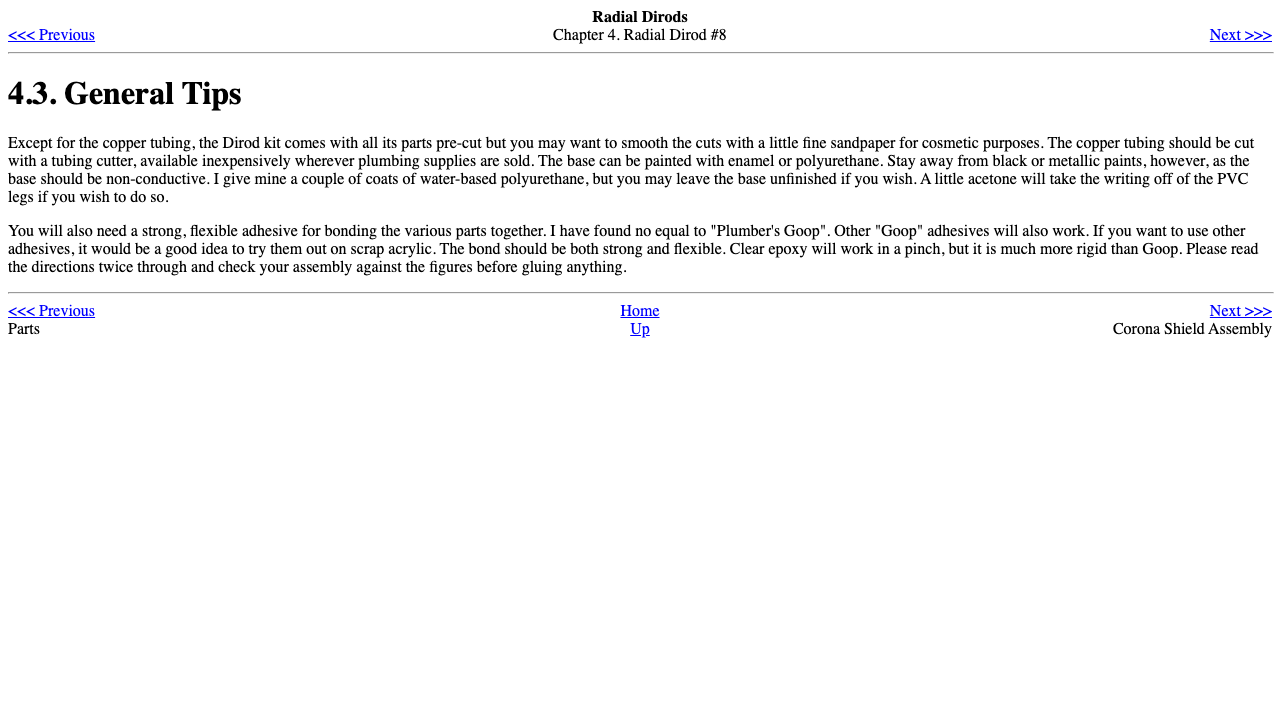 Radial Dirods
<<< Previous Chapter 4. Radial Dirod #8 Next >>>
4.3. General Tips
Except for the copper tubing, the Dirod kit comes with all its parts pre-cut but you may want to smooth the cuts with a little fine sandpaper for cosmetic purposes. The copper tubing should be cut
with a tubing cutter, available inexpensively wherever plumbing supplies are sold. The base can be painted with enamel or polyurethane. Stay away from black or metallic paints, however, as the
base should be non-conductive. I give mine a couple of coats of water-based polyurethane, but you may leave the base unfinished if you wish. A little acetone will take the writing off of the PVC
legs if you wish to do so.
You will also need a strong, flexible adhesive for bonding the various parts together. I have found no equal to "Plumber's Goop". Other "Goop" adhesives will also work. If you want to use other
adhesives, it would be a good idea to try them out on scrap acrylic. The bond should be both strong and flexible. Clear epoxy will work in a pinch, but it is much more rigid than Goop. Please read
the directions twice through and check your assembly against the figures before gluing anything.
<<< Previous Home Next >>>
Parts Up Corona Shield Assembly